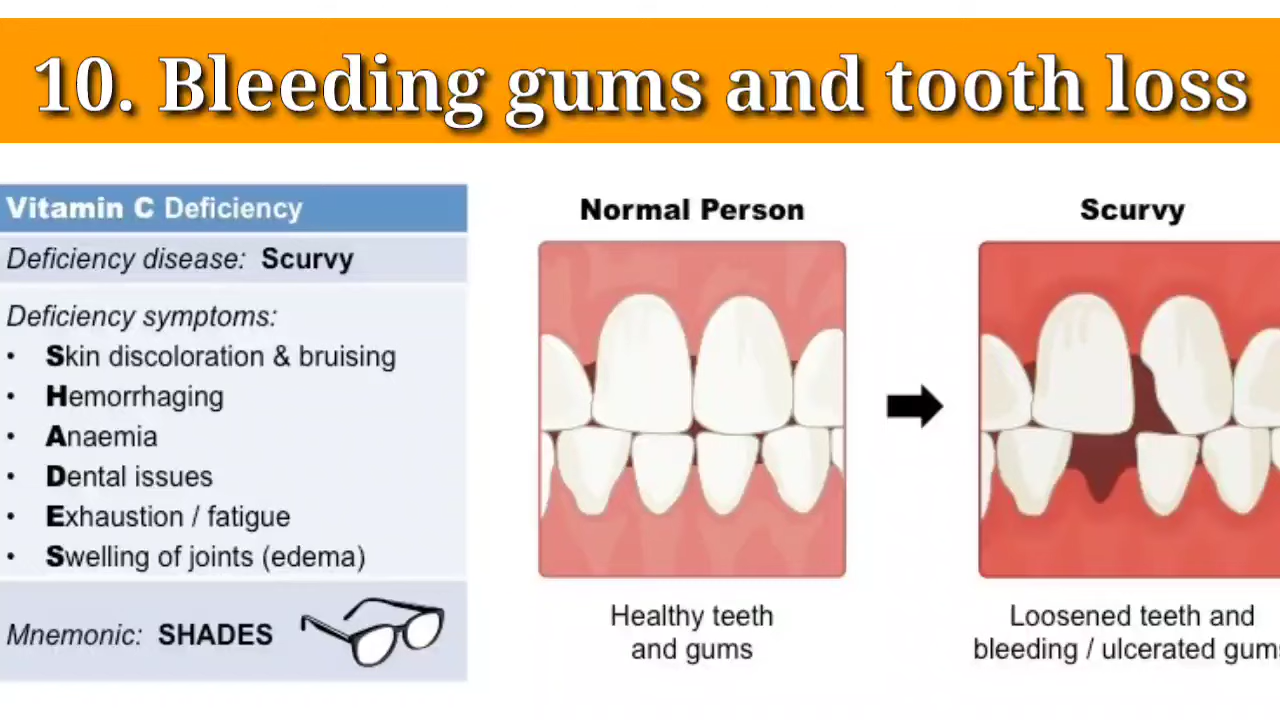 10. Bleeding gums and tooth loss
Vitamin C Deficiency
Deficiency disease: Scurvy
Deficiency symptoms:
• Skin discoloration & bruising
• Hemorrhaging
• Anaemia
• Dental issues
• Exhaustion / fatigue
• Swelling of joints (edema)
Mnemonic: SHADES
Normal Person
Healthy teeth
and gums
Scurvy
Loosened teeth and
bleeding / ulcerated gums